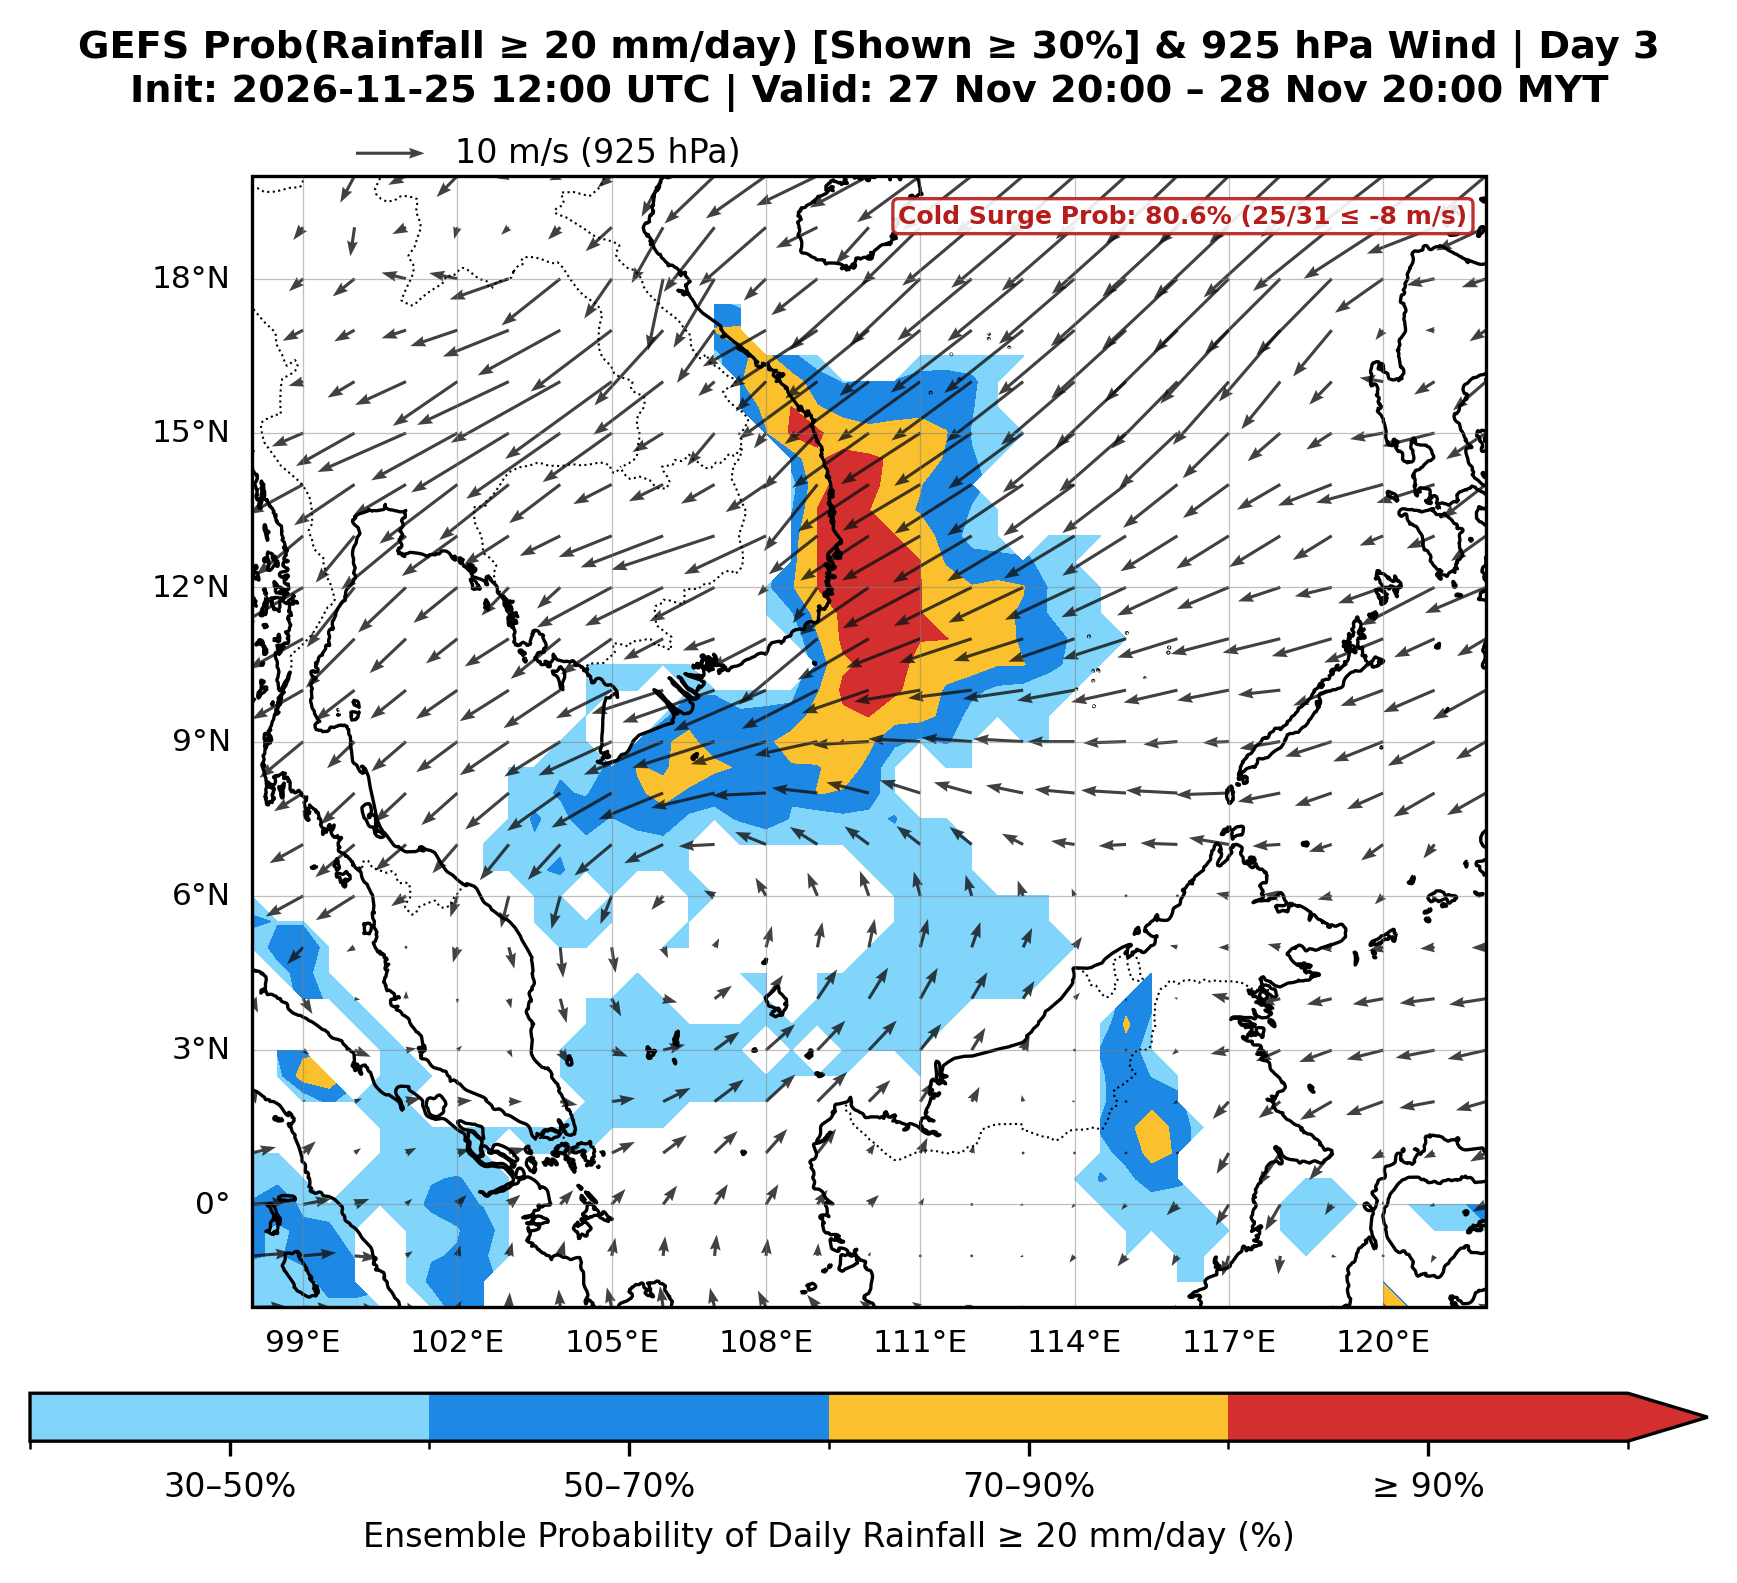 GEFS Prob(Rainfall ≥ 20 mm/day) [Shown ≥ 30%] & 925 hPa Wind | Day 3
Init: 2026-11-25 12:00 UTC | Valid: 27 Nov 20:00 – 28 Nov 20:00 MYT
10 m/s (925 hPa)
Cold Surge Prob: 80.6% (25/31 ≤ -8 m/s)
18°N
15°N
12°N
9°N
6°N
3°N
0°
99°E 102°E 105°E 108°E 111°E 114°E 117°E 120°E
30–50% 50–70% 70–90% ≥ 90%
Ensemble Probability of Daily Rainfall ≥ 20 mm/day (%)